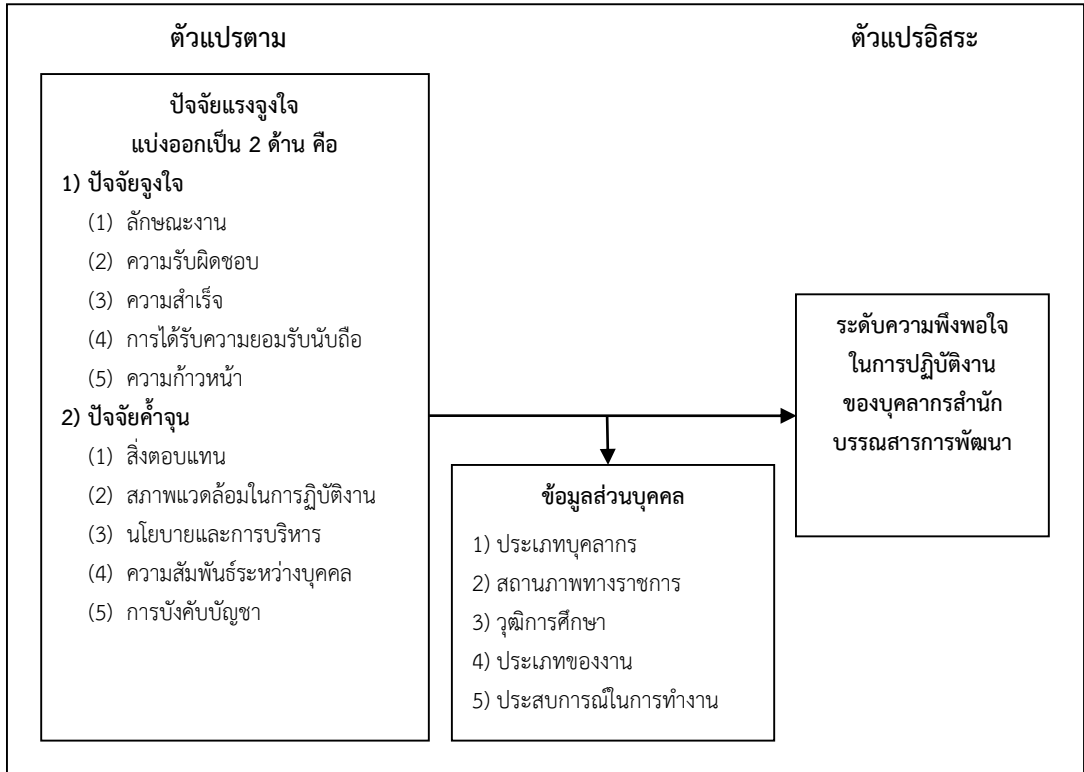 ตัวแปรตาม
ตัวแปรอิสระ
ปัจจัยแรงจูงใจ
แบ่งออกเป็น 2 ด้าน คือ
1) ปัจจัยจูงใจ
(1) ลักษณะงาน
(2) ความรับผิดชอบ
(3) ความสำเร็จ
(4) การได้รับความยอมรับนับถือ
(5) ความก้าวหน้า
2) ปัจจัยค้ำจุน
(1) สิ่งตอบแทน
(2) สภาพแวดล้อมในการฏิบัติงาน
(3) นโยบายและการบริหาร
(4) ความสัมพันธ์ระหว่างบุคคล
(5) การบังคับบัญชา
ข้อมูลส่วนบุคคล
1) ประเภทบุคลากร
2) สถานภาพทางราชการ
3) วุฒิการศึกษา
4) ประเภทของงาน
5) ประสบการณ์ในการทำงาน
ระดับความพึงพอใจ
ในการปฏิบัติงาน
ของบุคลากรสำนัก
บรรณสารการพัฒนา